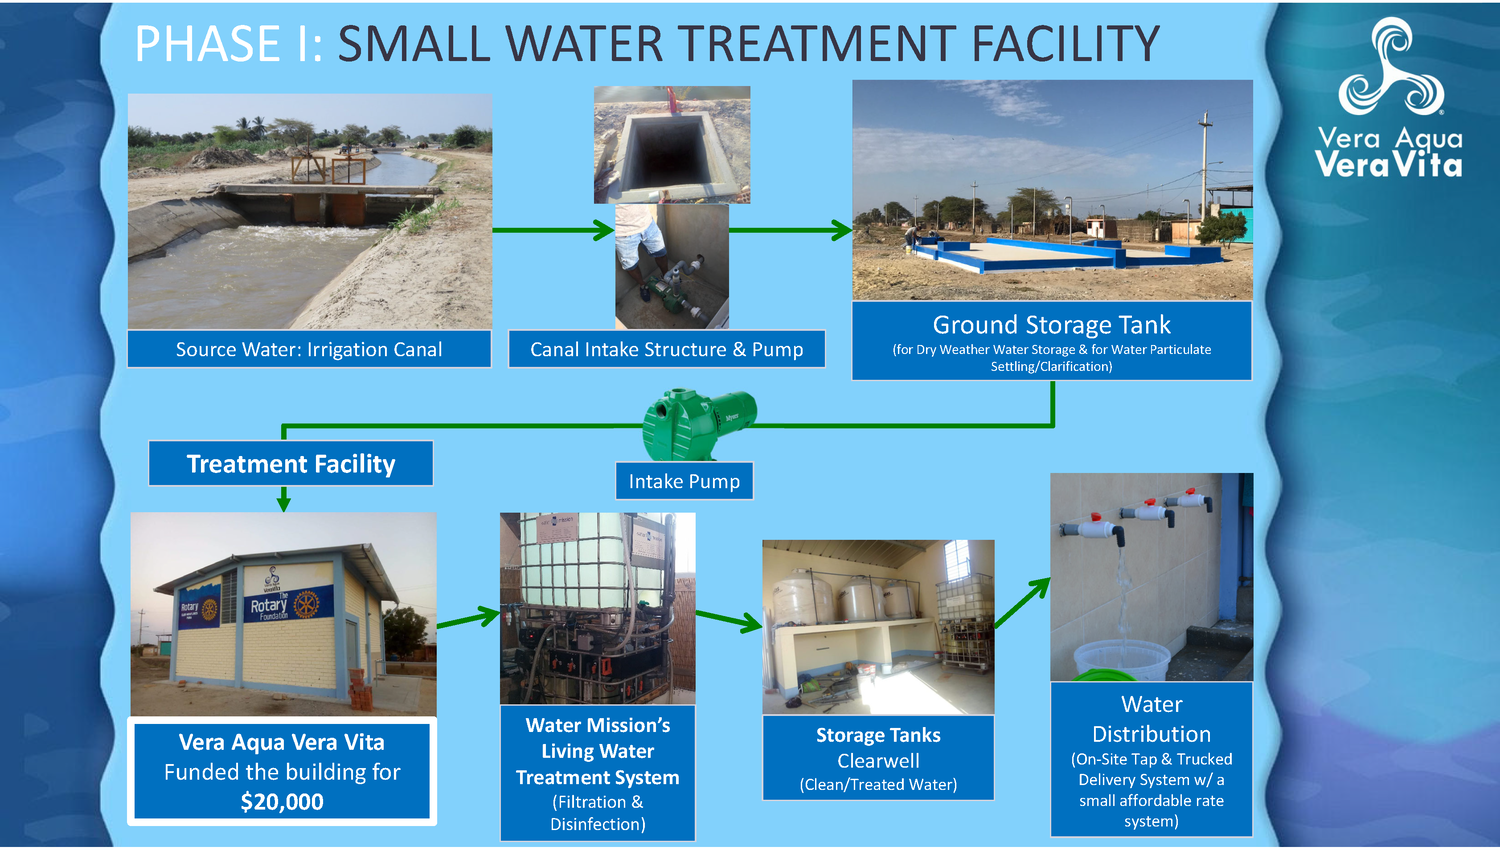 PHASE I: SMALL WATER TREATMENT FACILITY
Vera Aqua
VeraVita
Source Water: Irrigation Canal
Canal Intake Structure & Pump
Ground Storage Tank
(for Dry Weather Water Storage & for Water Particulate
Settling/Clarification)
Myers
Intake Pump
Treatment Facility
Rotary
The
Rotary
Foundation
Vera Aqua Vera Vita
Funded the building for
$20,000
Water Mission's
Living Water
Treatment System
(Filtration &
Disinfection)
Storage Tanks
Clearwell
(Clean/Treated Water)
Water
Distribution
(On-Site Tap & Trucked
Delivery System w/ a
small affordable rate
system)